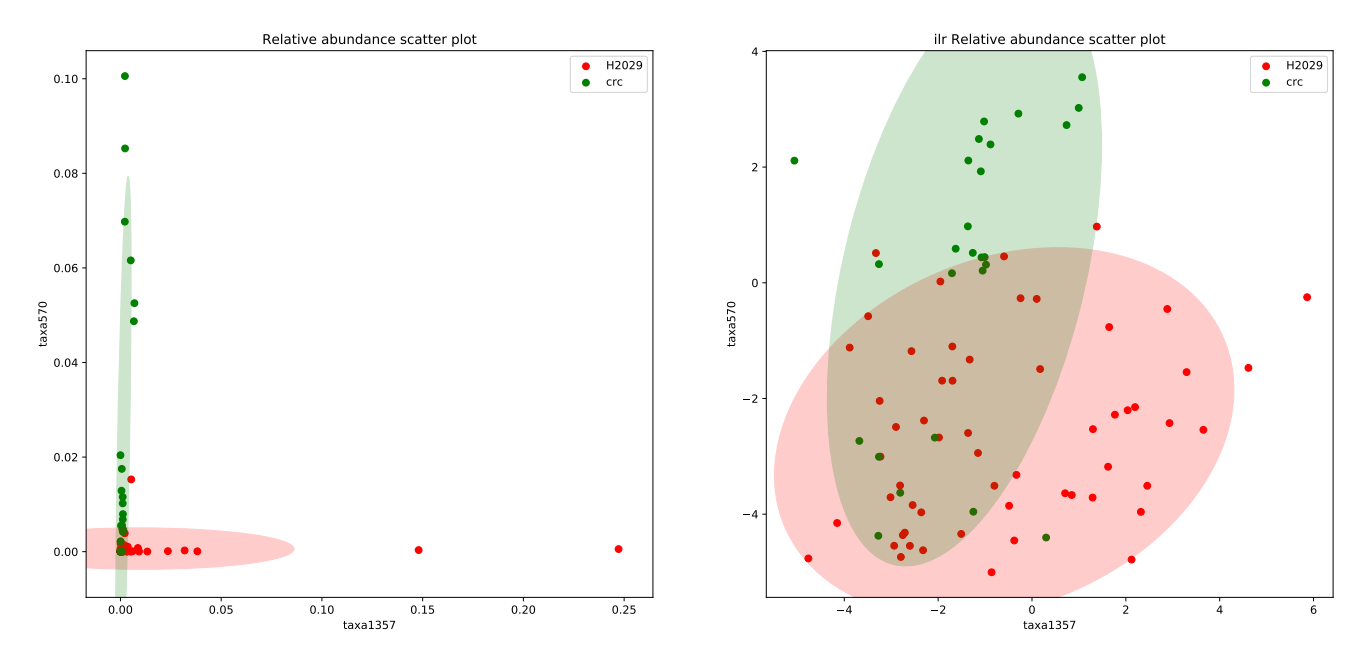 Relative abundance scatter plot
H2029
crc
0.10
0.08
0.06
0.04
0.02
0.00
taxa570
0.00
0.05
0.10
0.15
0.20
0.25
taxa1357
ilr Relative abundance scatter plot
H2029
crc
4
2
0
−2
−4
taxa570
−4
−2
0
2
4
6
taxa1357